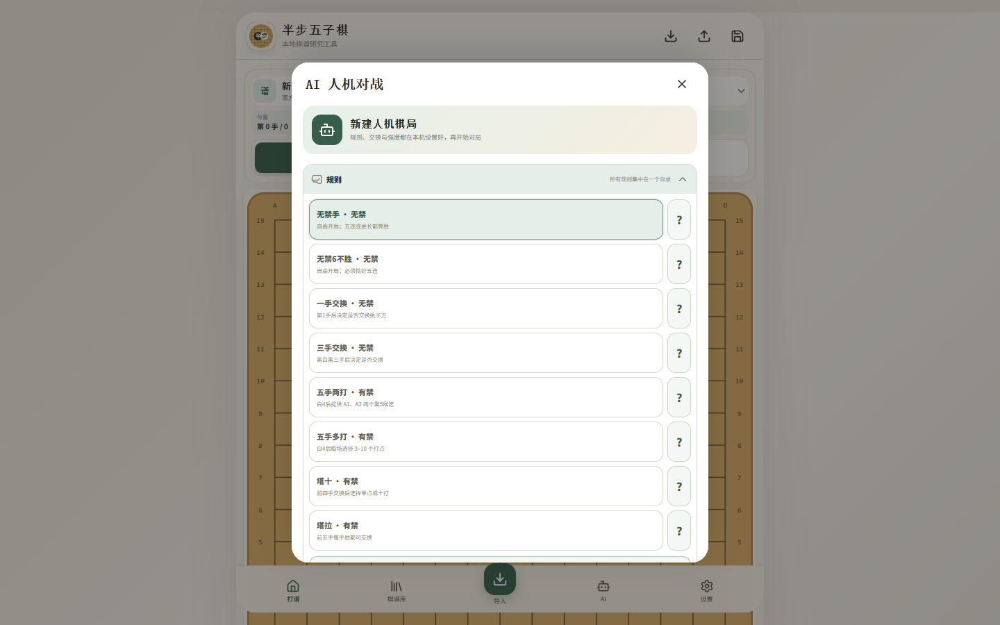 半步五子棋
本地棋谱研究工具
AI 人机对战
谱
新
黑方
位置
第 0 手 / 0
新建人机棋局
规则、交换与强度都在本机设置好，再开始对局
规则
所有规则集中在一个目录
无禁手 · 无禁
自由开局；五连或更长都算胜
?
无禁6不胜 · 无禁
自由开局；必须恰好五连
?
一手交换 · 无禁
第1手后决定是否交换执子方
?
三手交换 · 无禁
黑白黑三手后决定是否交换
?
五手两打 · 有禁
白4后提供 A1、A2 两个黑5候选
?
五手多打 · 有禁
白4后临场选择 3–10 个打点
?
塔十 · 有禁
前四手交换后选择单点或十打
?
塔拉 · 有禁
前五手每手后都可交换
?
A
O
15
15
14
14
13
13
12
12
11
11
10
10
9
9
8
8
7
7
6
6
5
5
打谱
棋谱库
导入
AI
设置